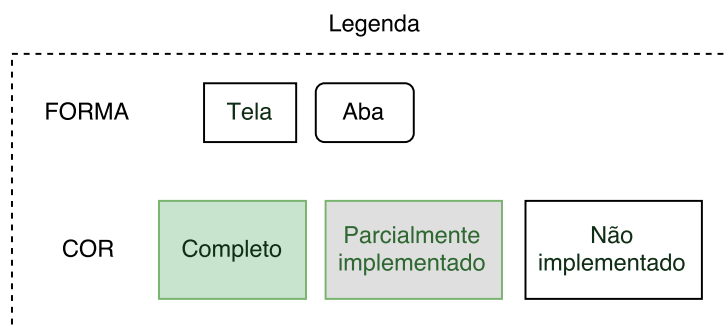 Legenda
FORMA
Tela
Aba
COR
Completo
Parcialmente
implementado
Não
implementado